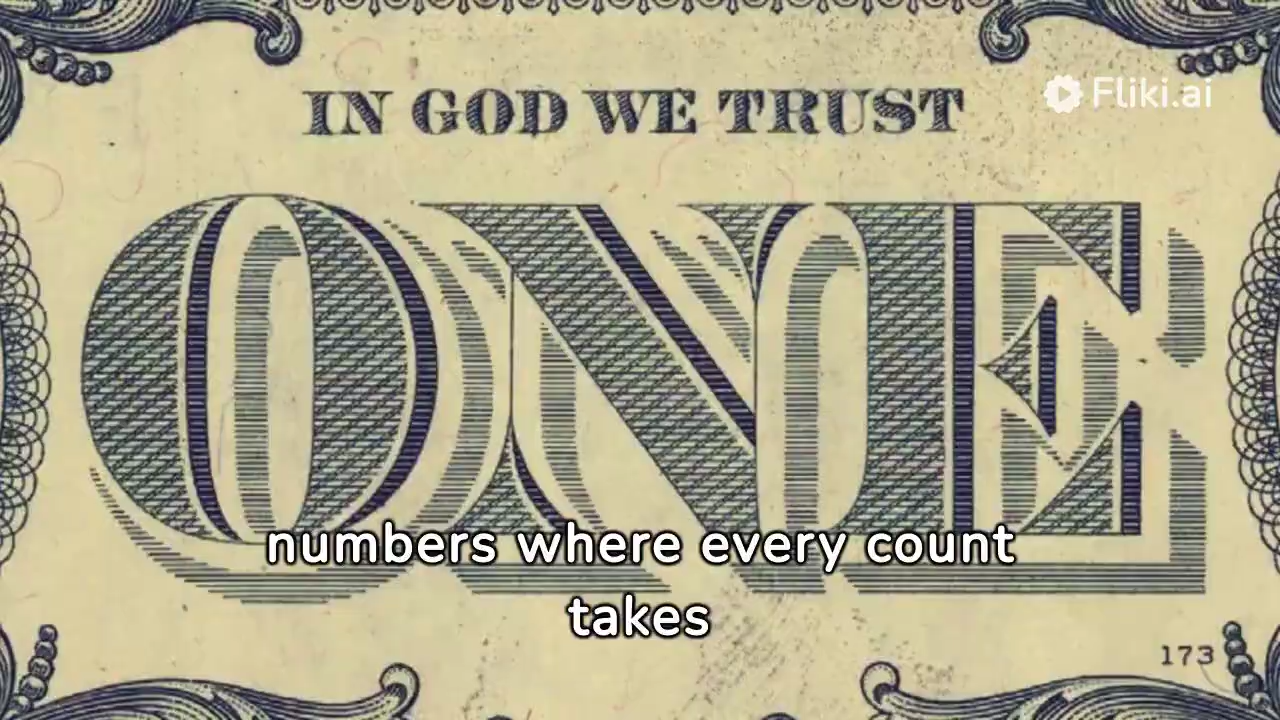 IN GOD WE TRUST
Fliki.ai
ONE
numbers where every count
takes
173